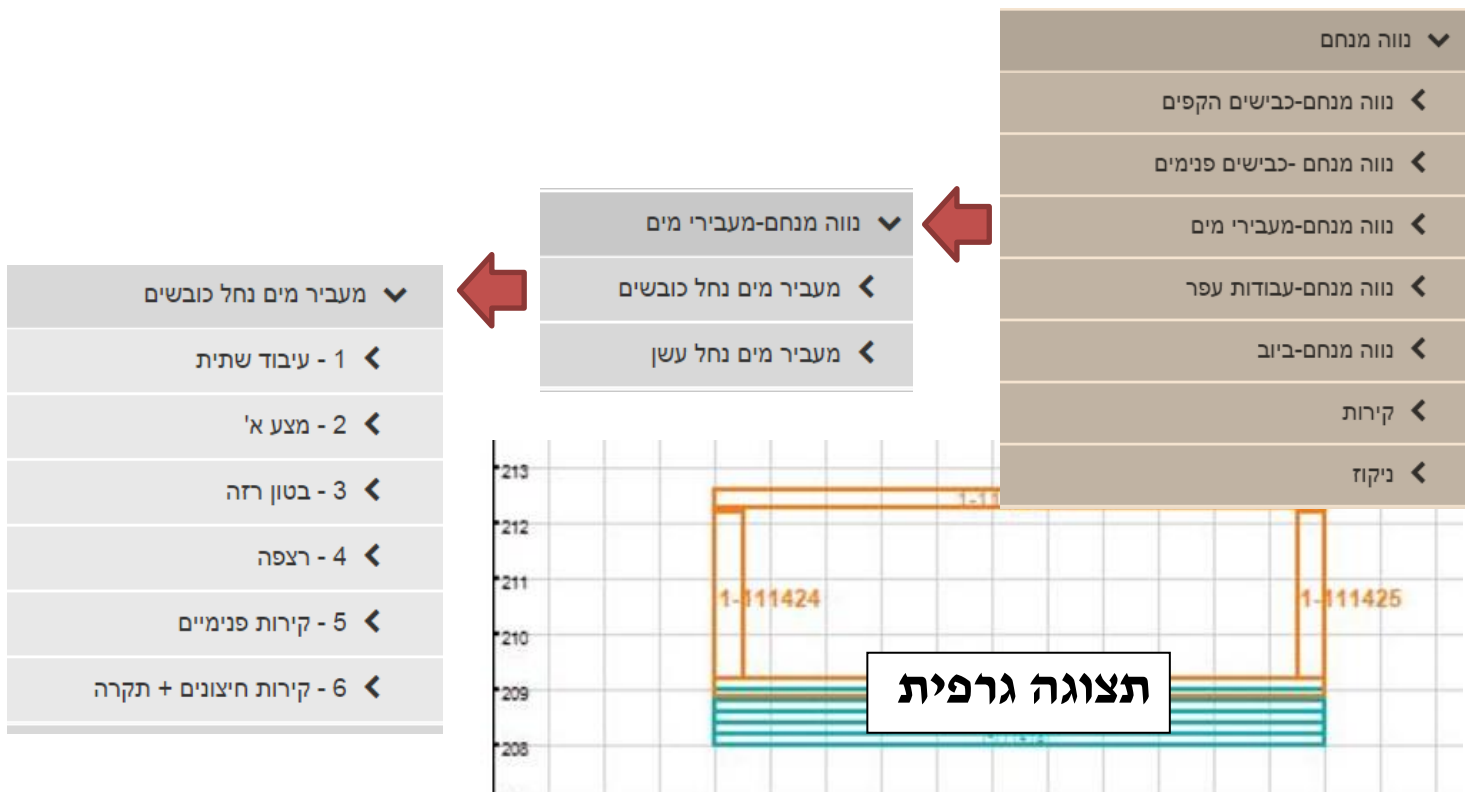 נווה מנחם
נווה מנחם-כבישים הקפים
נווה מנחם -כבישים פנימים
נווה מנחם-מעבירי מים
נווה מנחם-עבודות עפר
נווה מנחם-ביוב
קירות
ניקוז
נווה מנחם-מעבירי מים
מעביר מים נחל כובשים
מעביר מים נחל עשן
מעביר מים נחל כובשים
1 - עיבוד שתית
2 - מצע א'
3 - בטון רזה
4 - רצפה
5 - קירות פנימיים
6 - קירות חיצונים + תקרה
213
212
211
210
209
208
1-11
1-111424
1-111425
תצוגה גרפית